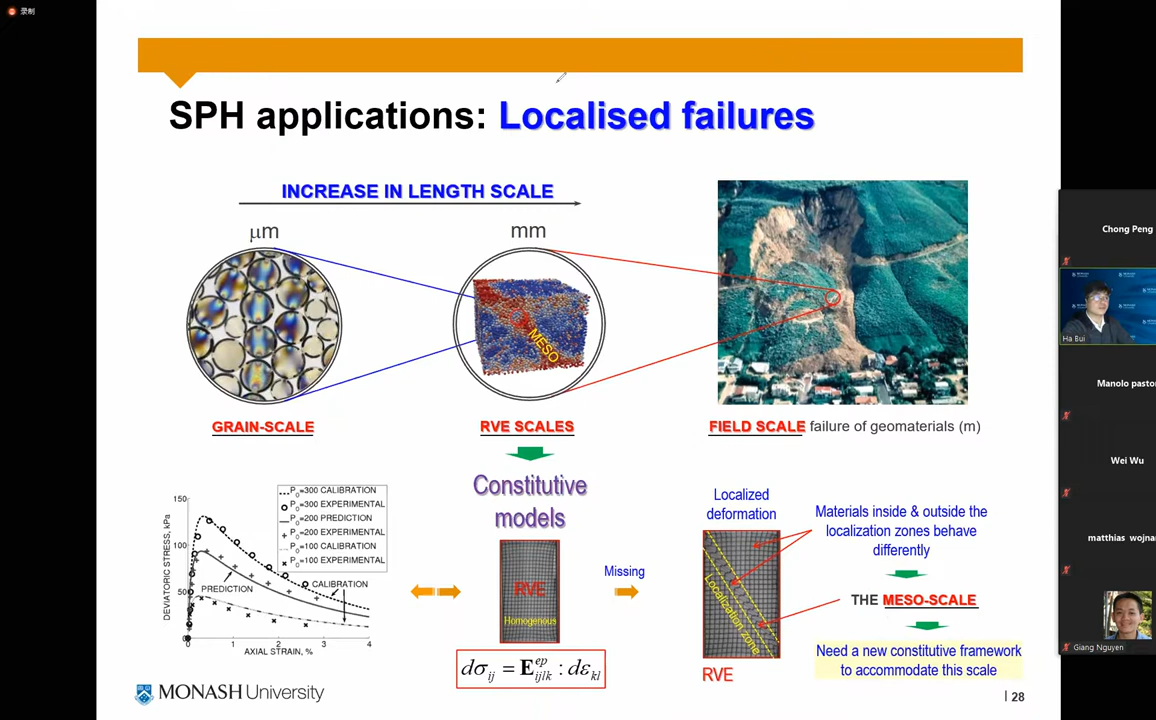 录制
SPH applications: Localised failures
INCREASE IN LENGTH SCALE
μm
mm
MESO
GRAIN-SCALE
RVE SCALES
FIELD SCALE failure of geomaterials (m)
Constitutive
models
DEVIATORIC STRESS, kPa
150
100
50
0
0
1
2
3
4
AXIAL STRAIN, %
P0=300 CALIBRATION
P0=300 EXPERIMENTAL
P0=200 PREDICTION
P0=200 EXPERIMENTAL
P0=100 CALIBRATION
P0=100 EXPERIMENTAL
PREDICTION
CALIBRATION
RVE
Homogenous
dσij = E^ep_ijlk : dεkl
Missing
Localized
deformation
Localization zone
RVE
Materials inside & outside the
localization zones behave
differently
THE MESO-SCALE
Need a new constitutive framework
to accommodate this scale
MONASH University
| 28
Chong Peng
Ha Bui
Manolo pasto
Wei Wu
matthias wojna
Giang Nguyen